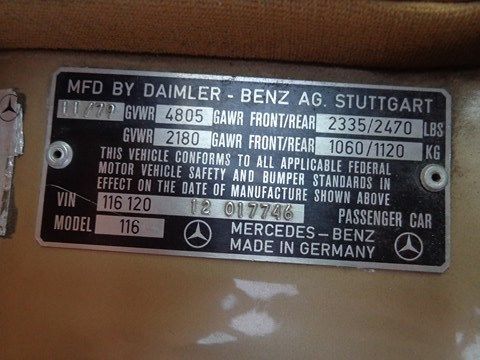 MFD BY DAIMLER - BENZ AG. STUTTGART
11/79 GVWR 4805 GAWR FRONT/REAR 2335/2470 LBS
GVWR 2180 GAWR FRONT/REAR 1060/1120 KG
THIS VEHICLE CONFORMS TO ALL APPLICABLE FEDERAL
MOTOR VEHICLE SAFETY AND BUMPER STANDARDS IN
EFFECT ON THE DATE OF MANUFACTURE SHOWN ABOVE
VIN 116 120 12 017746 PASSENGER CAR
MODEL 116 MERCEDES-BENZ
MADE IN GERMANY